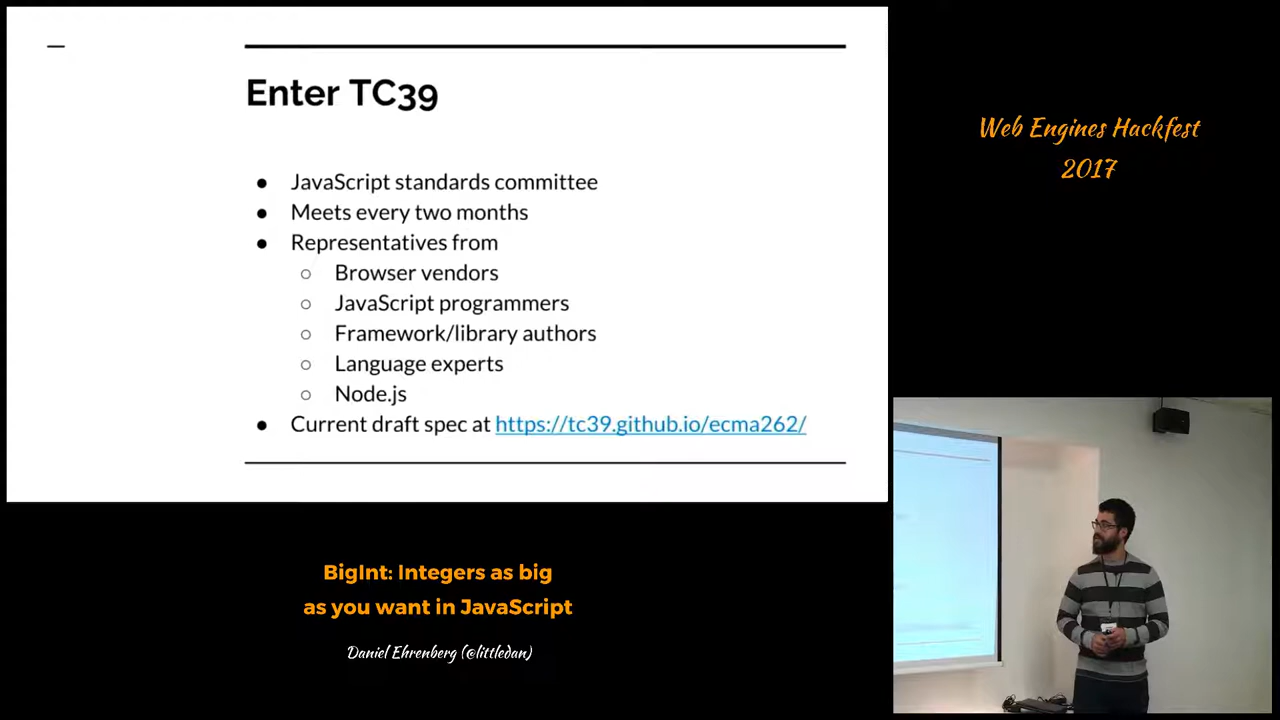 Enter TC39
● JavaScript standards committee
● Meets every two months
● Representatives from
○ Browser vendors
○ JavaScript programmers
○ Framework/library authors
○ Language experts
○ Node.js
● Current draft spec at https://tc39.github.io/ecma262/
Web Engines Hackfest
2017
BigInt: Integers as big
as you want in JavaScript
Daniel Ehrenberg (@littledan)